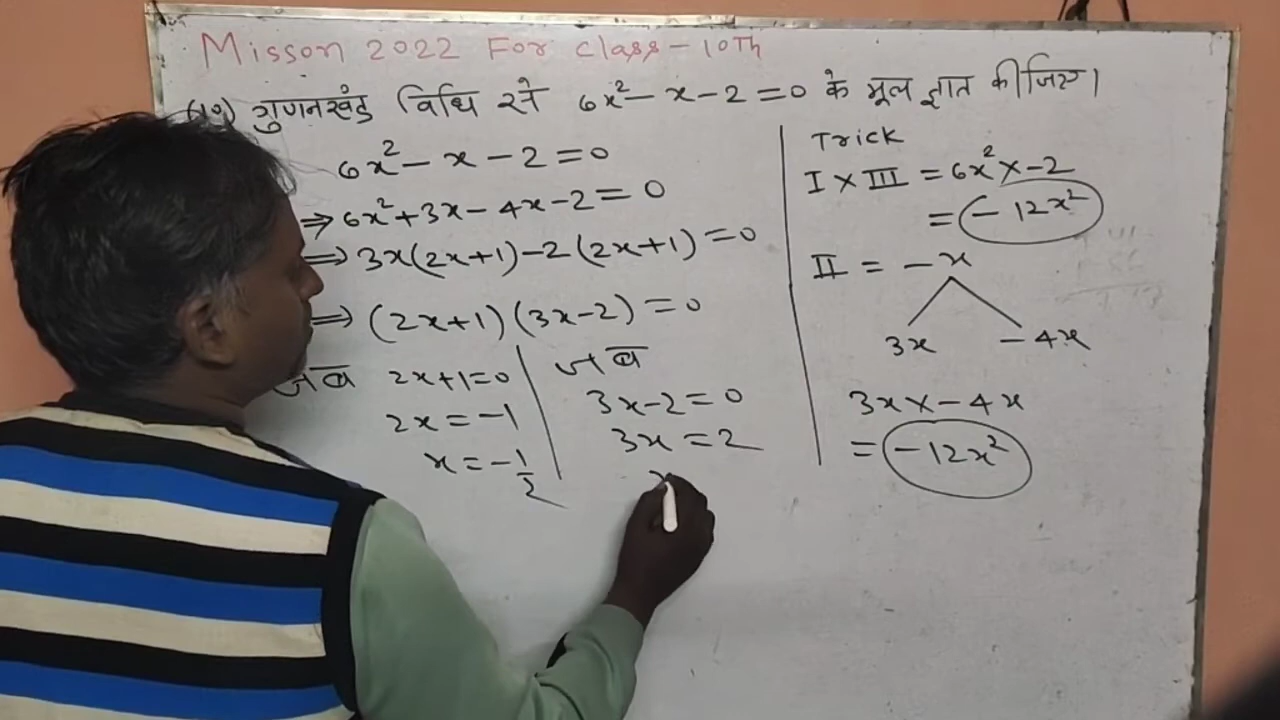 Misson 2022 For Class-10Th
गुणनखंड विधि से 6x²-x-2=0 के मूल ज्ञात कीजिए।
6x²-x-2=0
⇒6x²+3x-4x-2=0
⇒3x(2x+1)-2(2x+1)=0
⇒(2x+1)(3x-2)=0
जब 2x+1=0
2x=-1
x=-1/2
जब
3x-2=0
3x=2
x
Trick
I×III=6x²×-2
=-12x²
II=-x
3x -4x
3x×-4x
=-12x²